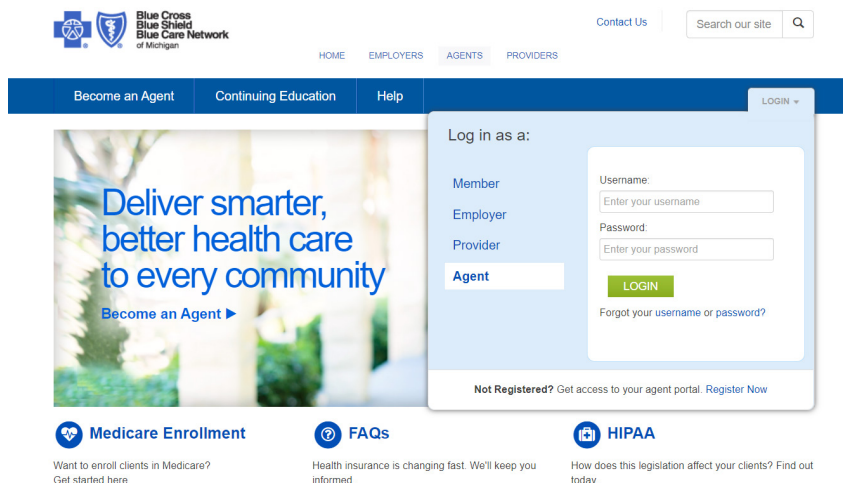 Blue Cross
Blue Shield
Blue Care Network
of Michigan
Contact Us
Search our site
HOME EMPLOYERS AGENTS PROVIDERS
Become an Agent Continuing Education Help
LOGIN
Log in as a:
Member
Employer
Provider
Agent
Username:
Enter your username
Password:
Enter your password
LOGIN
Forgot your username or password?
Not Registered? Get access to your agent portal. Register Now
Deliver smarter,
better health care
to every community
Become an Agent
Medicare Enrollment
Want to enroll clients in Medicare?
Get started here
FAQs
Health insurance is changing fast. We'll keep you
informed
HIPAA
How does this legislation affect your clients? Find out
today.